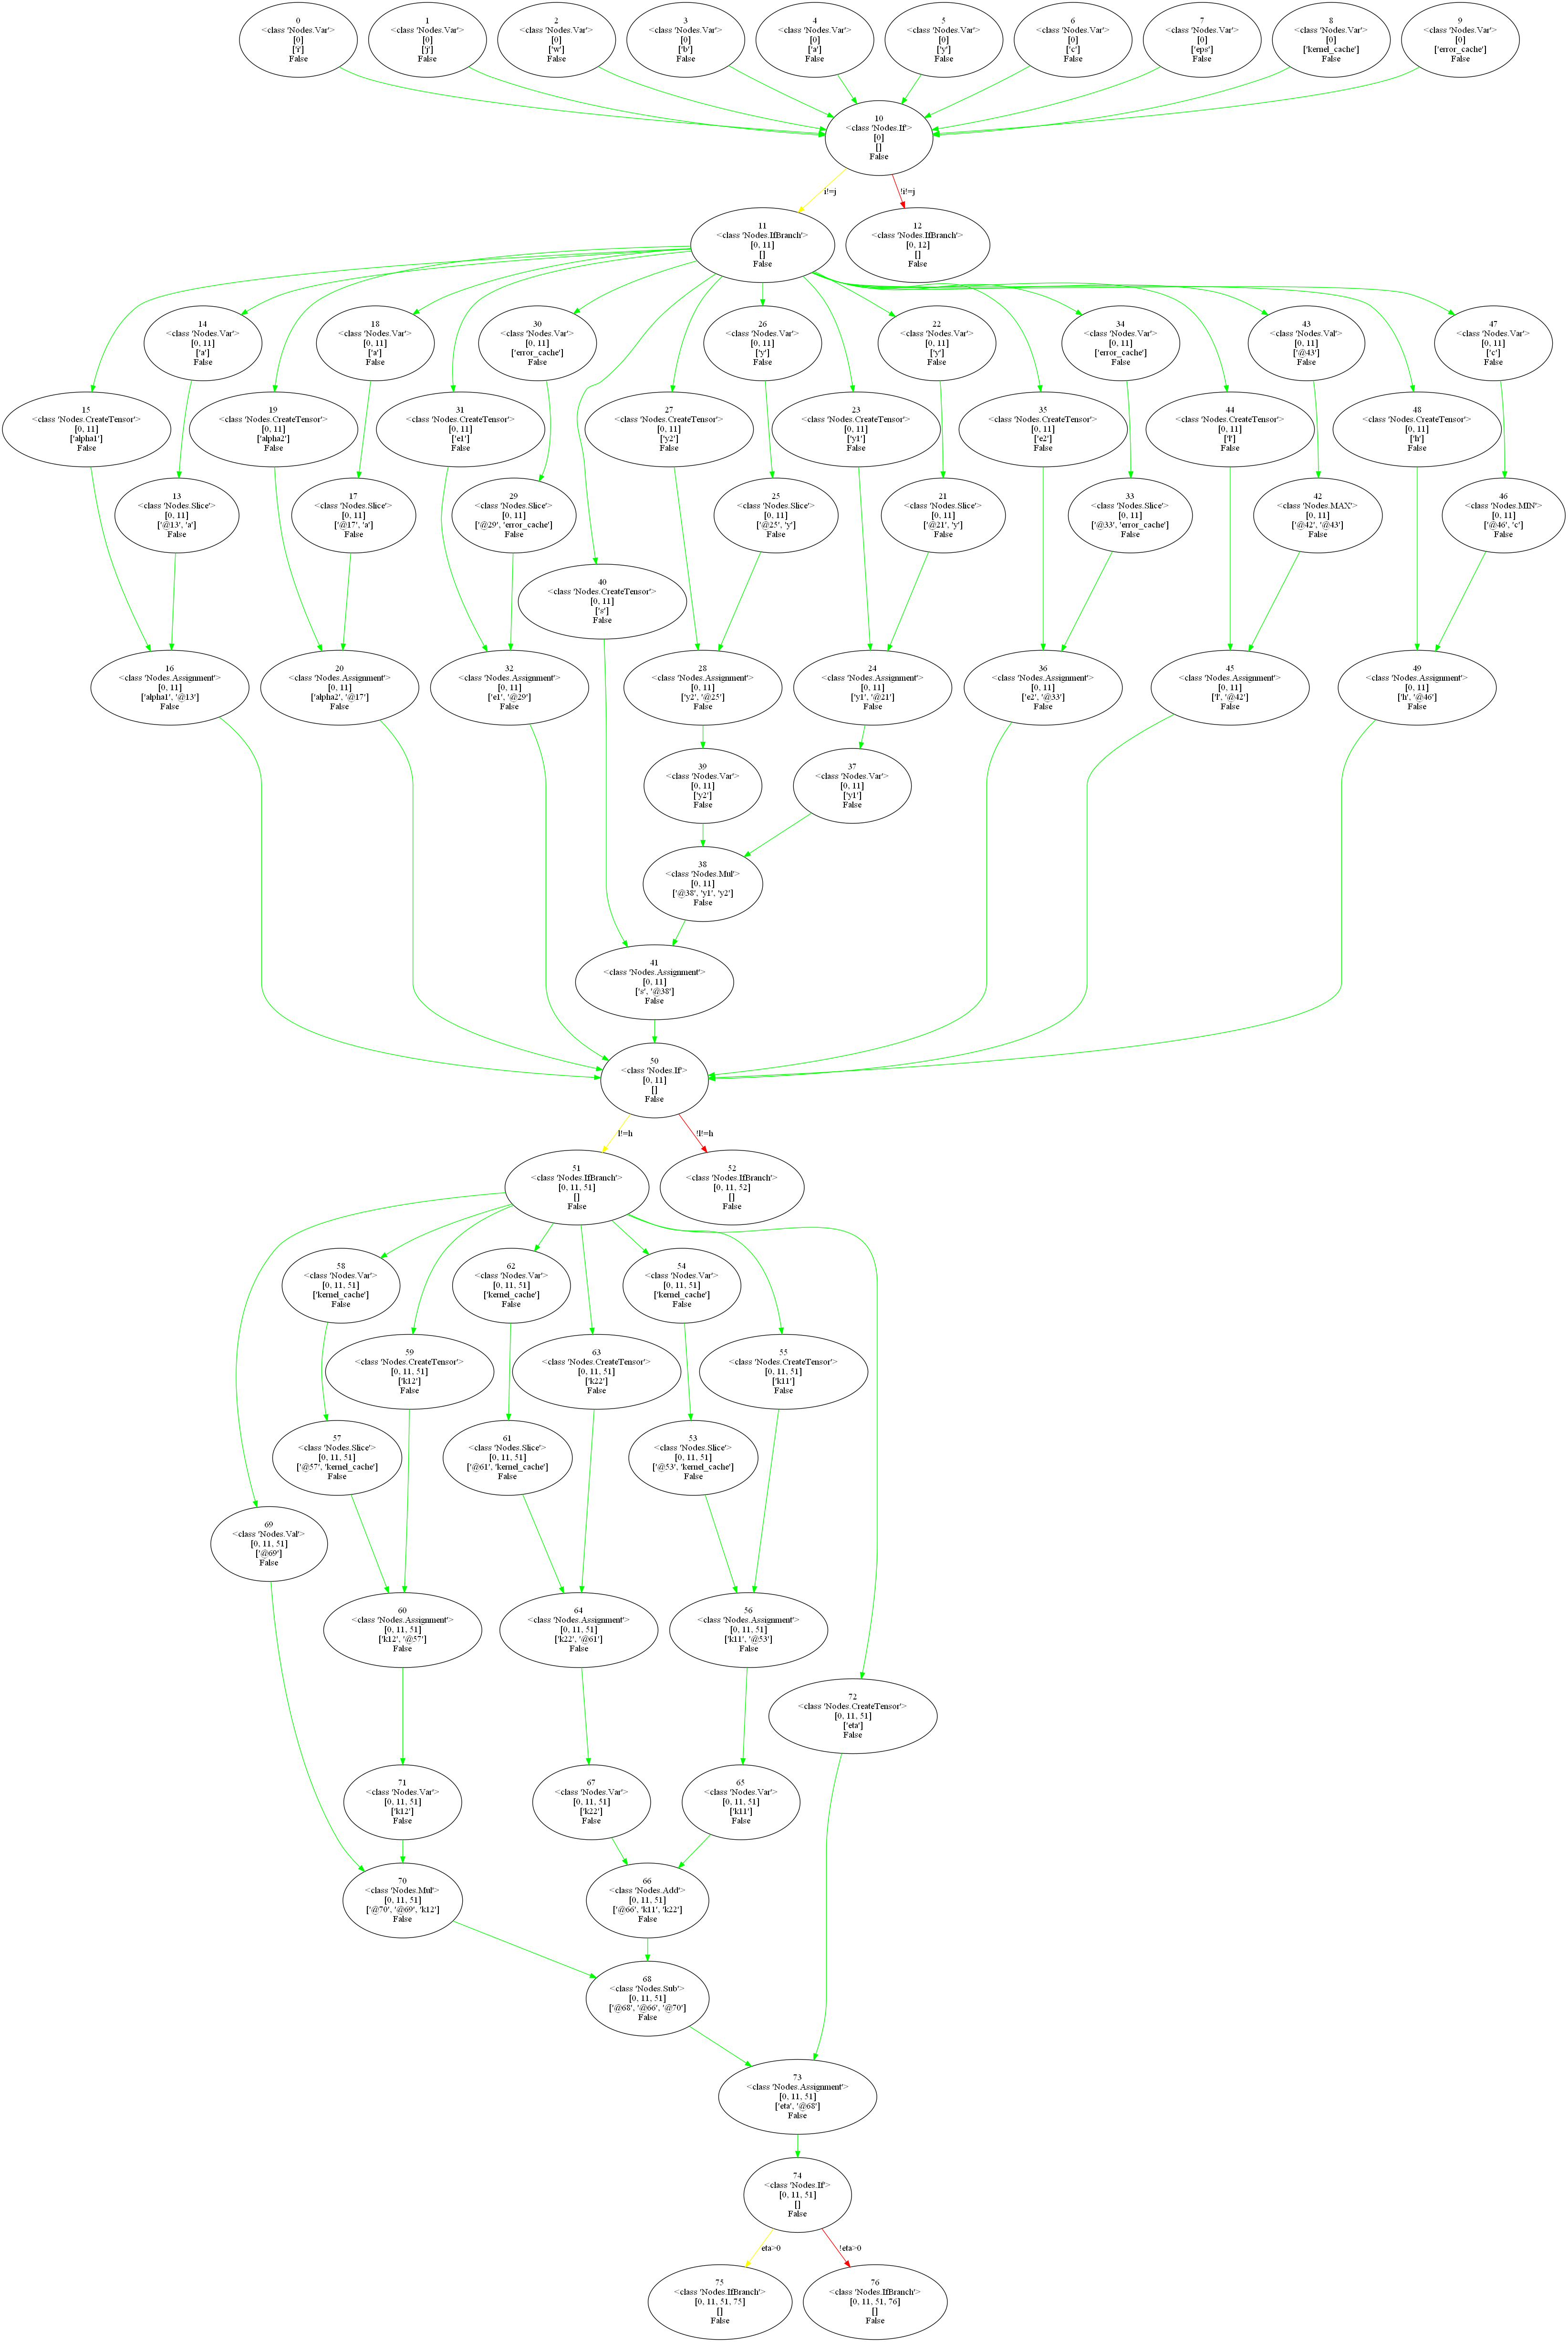 0
<class 'Nodes.Var'>
[0]
['i']
False
1
<class 'Nodes.Var'>
[0]
['j']
False
2
<class 'Nodes.Var'>
[0]
['w']
False
3
<class 'Nodes.Var'>
[0]
['b']
False
4
<class 'Nodes.Var'>
[0]
['a']
False
5
<class 'Nodes.Var'>
[0]
['y']
False
6
<class 'Nodes.Var'>
[0]
['c']
False
7
<class 'Nodes.Var'>
[0]
['eps']
False
8
<class 'Nodes.Var'>
[0]
['kernel_cache']
False
9
<class 'Nodes.Var'>
[0]
['error_cache']
False
10
<class 'Nodes.If'>
[0]
[]
False
i!=j
!i!=j
11
<class 'Nodes.IfBranch'>
[0, 11]
[]
False
12
<class 'Nodes.IfBranch'>
[0, 12]
[]
False
14
<class 'Nodes.Var'>
[0, 11]
['a']
False
18
<class 'Nodes.Var'>
[0, 11]
['a']
False
30
<class 'Nodes.Var'>
[0, 11]
['error_cache']
False
26
<class 'Nodes.Var'>
[0, 11]
['y']
False
22
<class 'Nodes.Var'>
[0, 11]
['y']
False
34
<class 'Nodes.Var'>
[0, 11]
['error_cache']
False
43
<class 'Nodes.Val'>
[0, 11]
['@43']
False
47
<class 'Nodes.Var'>
[0, 11]
['c']
False
15
<class 'Nodes.CreateTensor'>
[0, 11]
['alpha1']
False
19
<class 'Nodes.CreateTensor'>
[0, 11]
['alpha2']
False
31
<class 'Nodes.CreateTensor'>
[0, 11]
['e1']
False
27
<class 'Nodes.CreateTensor'>
[0, 11]
['y2']
False
23
<class 'Nodes.CreateTensor'>
[0, 11]
['y1']
False
35
<class 'Nodes.CreateTensor'>
[0, 11]
['e2']
False
44
<class 'Nodes.CreateTensor'>
[0, 11]
['l']
False
48
<class 'Nodes.CreateTensor'>
[0, 11]
['h']
False
13
<class 'Nodes.Slice'>
[0, 11]
['@13', 'a']
False
17
<class 'Nodes.Slice'>
[0, 11]
['@17', 'a']
False
29
<class 'Nodes.Slice'>
[0, 11]
['@29', 'error_cache']
False
25
<class 'Nodes.Slice'>
[0, 11]
['@25', 'y']
False
21
<class 'Nodes.Slice'>
[0, 11]
['@21', 'y']
False
33
<class 'Nodes.Slice'>
[0, 11]
['@33', 'error_cache']
False
42
<class 'Nodes.MAX'>
[0, 11]
['@42', '@43']
False
46
<class 'Nodes.MIN'>
[0, 11]
['@46', 'c']
False
40
<class 'Nodes.CreateTensor'>
[0, 11]
['s']
False
16
<class 'Nodes.Assignment'>
[0, 11]
['alpha1', '@13']
False
20
<class 'Nodes.Assignment'>
[0, 11]
['alpha2', '@17']
False
32
<class 'Nodes.Assignment'>
[0, 11]
['e1', '@29']
False
28
<class 'Nodes.Assignment'>
[0, 11]
['y2', '@25']
False
24
<class 'Nodes.Assignment'>
[0, 11]
['y1', '@21']
False
36
<class 'Nodes.Assignment'>
[0, 11]
['e2', '@33']
False
45
<class 'Nodes.Assignment'>
[0, 11]
['l', '@42']
False
49
<class 'Nodes.Assignment'>
[0, 11]
['h', '@46']
False
39
<class 'Nodes.Var'>
[0, 11]
['y2']
False
37
<class 'Nodes.Var'>
[0, 11]
['y1']
False
38
<class 'Nodes.Mul'>
[0, 11]
['@38', 'y1', 'y2']
False
41
<class 'Nodes.Assignment'>
[0, 11]
['s', '@38']
False
50
<class 'Nodes.If'>
[0, 11]
[]
False
l!=h
!l!=h
51
<class 'Nodes.IfBranch'>
[0, 11, 51]
[]
False
52
<class 'Nodes.IfBranch'>
[0, 11, 52]
[]
False
58
<class 'Nodes.Var'>
[0, 11, 51]
['kernel_cache']
False
62
<class 'Nodes.Var'>
[0, 11, 51]
['kernel_cache']
False
54
<class 'Nodes.Var'>
[0, 11, 51]
['kernel_cache']
False
59
<class 'Nodes.CreateTensor'>
[0, 11, 51]
['k12']
False
63
<class 'Nodes.CreateTensor'>
[0, 11, 51]
['k22']
False
55
<class 'Nodes.CreateTensor'>
[0, 11, 51]
['k11']
False
57
<class 'Nodes.Slice'>
[0, 11, 51]
['@57', 'kernel_cache']
False
61
<class 'Nodes.Slice'>
[0, 11, 51]
['@61', 'kernel_cache']
False
53
<class 'Nodes.Slice'>
[0, 11, 51]
['@53', 'kernel_cache']
False
69
<class 'Nodes.Val'>
[0, 11, 51]
['@69']
False
60
<class 'Nodes.Assignment'>
[0, 11, 51]
['k12', '@57']
False
64
<class 'Nodes.Assignment'>
[0, 11, 51]
['k22', '@61']
False
56
<class 'Nodes.Assignment'>
[0, 11, 51]
['k11', '@53']
False
72
<class 'Nodes.CreateTensor'>
[0, 11, 51]
['eta']
False
71
<class 'Nodes.Var'>
[0, 11, 51]
['k12']
False
67
<class 'Nodes.Var'>
[0, 11, 51]
['k22']
False
65
<class 'Nodes.Var'>
[0, 11, 51]
['k11']
False
70
<class 'Nodes.Mul'>
[0, 11, 51]
['@70', '@69', 'k12']
False
66
<class 'Nodes.Add'>
[0, 11, 51]
['@66', 'k11', 'k22']
False
68
<class 'Nodes.Sub'>
[0, 11, 51]
['@68', '@66', '@70']
False
73
<class 'Nodes.Assignment'>
[0, 11, 51]
['eta', '@68']
False
74
<class 'Nodes.If'>
[0, 11, 51]
[]
False
eta>0
!eta>0
75
<class 'Nodes.IfBranch'>
[0, 11, 51, 75]
[]
False
76
<class 'Nodes.IfBranch'>
[0, 11, 51, 76]
[]
False